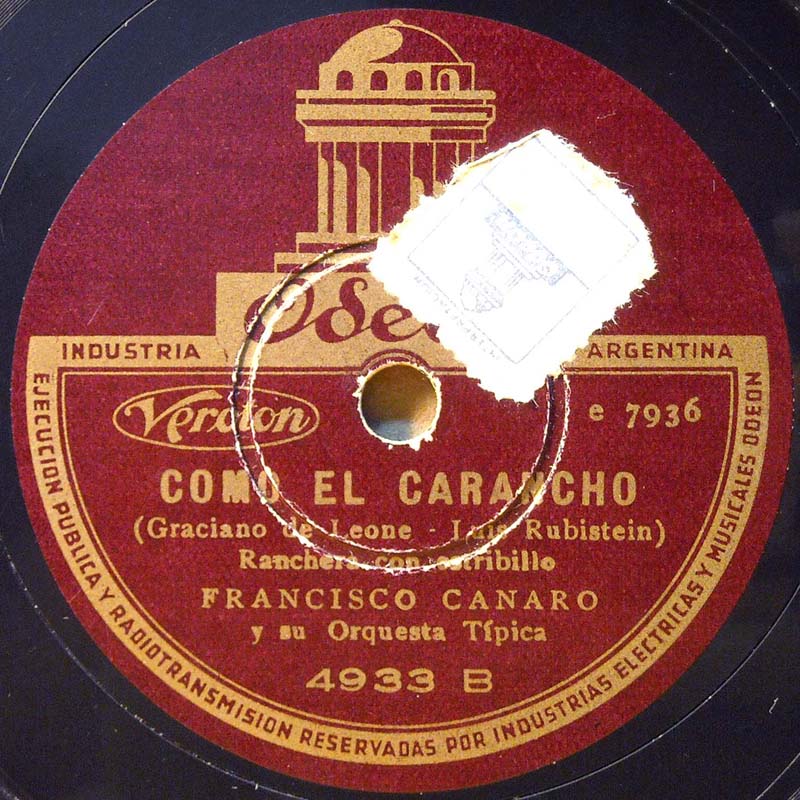 Odeon
INDUSTRIA ARGENTINA
Verdion
e 7936
COMO EL CARANCHO
(Graciano de Leone - Luis Rubistein)
Ranchera con estribillo
FRANCISCO CANARO
y su Orquesta Típica
4933 B
EJECUCION PUBLICA Y RADIOTRANSMISION RESERVADAS POR INDUSTRIAS ELECTRICAS Y MUSICALES ODEON